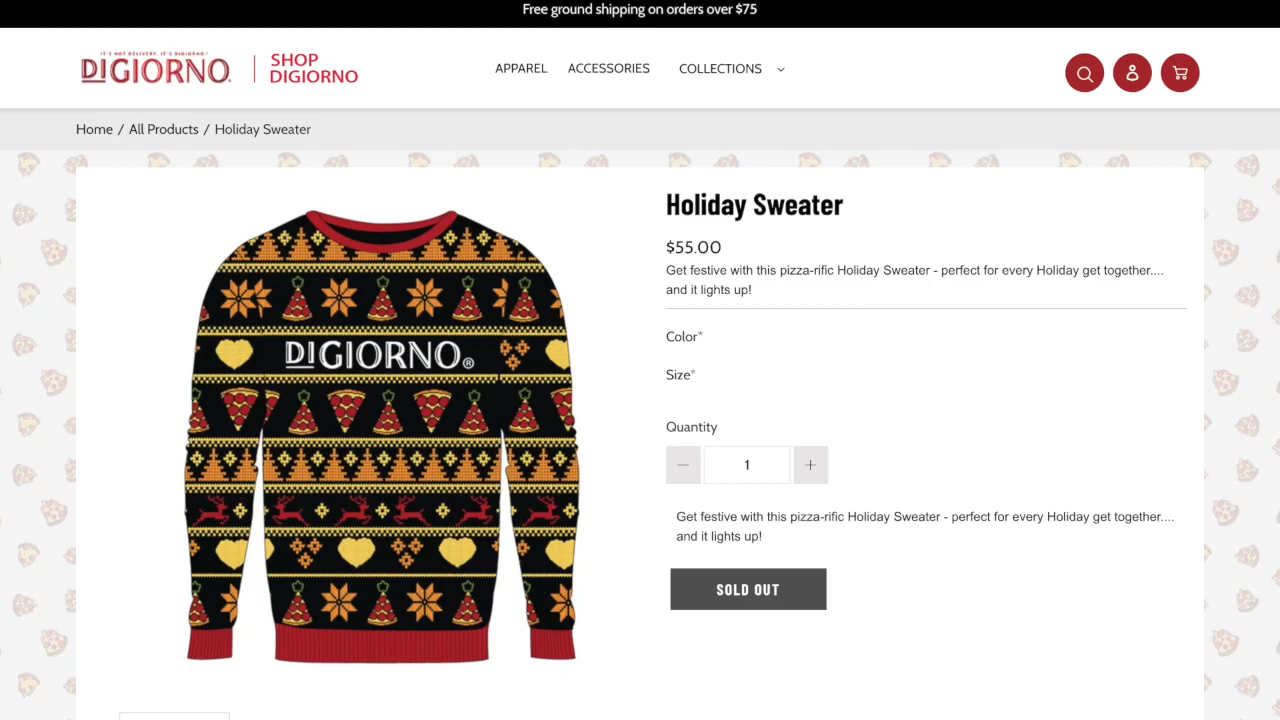 Free ground shipping on orders over $75
IT'S NOT DELIVERY. IT'S DIGIORNO.®
DIGIORNO®
SHOP
DIGIORNO
APPAREL
ACCESSORIES
COLLECTIONS
Home / All Products / Holiday Sweater
Holiday Sweater
$55.00
Get festive with this pizza-rific Holiday Sweater - perfect for every Holiday get together....
and it lights up!
DIGIORNO®
Color*
Size*
Quantity
1
Get festive with this pizza-rific Holiday Sweater - perfect for every Holiday get together....
and it lights up!
SOLD OUT